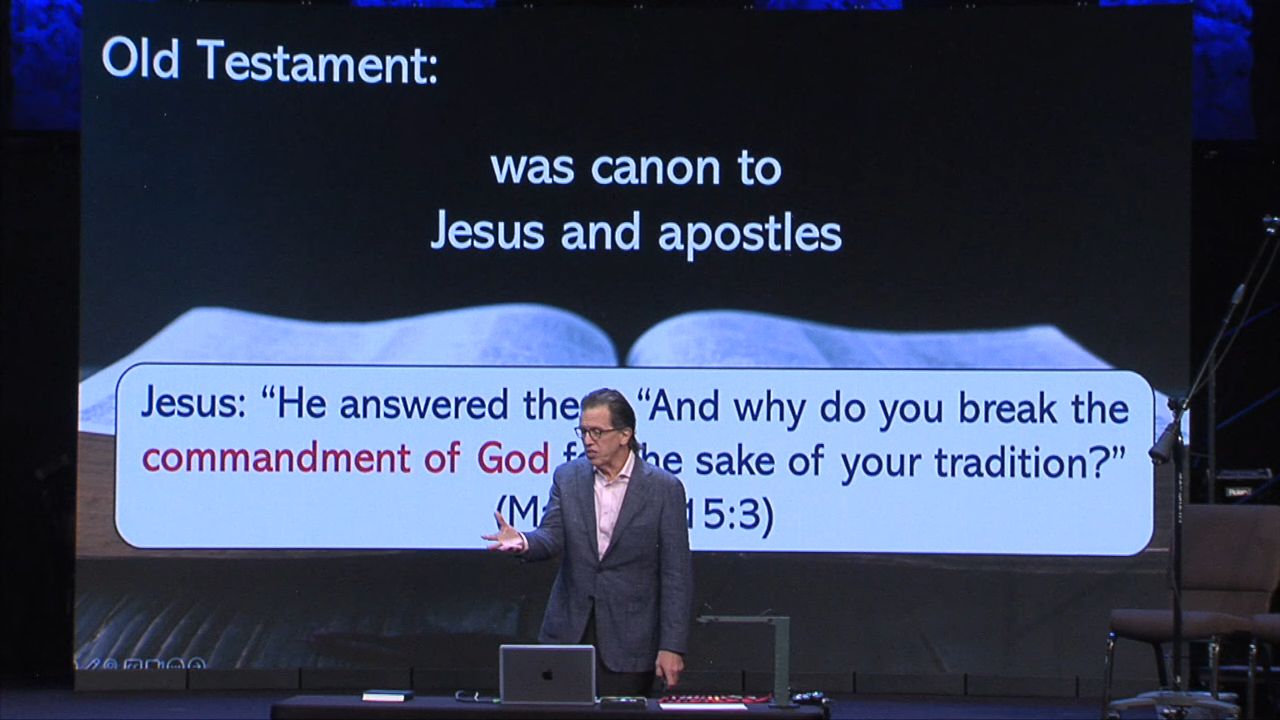 Old Testament:
was canon to
Jesus and apostles
Jesus: “He answered the “And why do you break the
commandment of God he sake of your tradition?”
15:3)